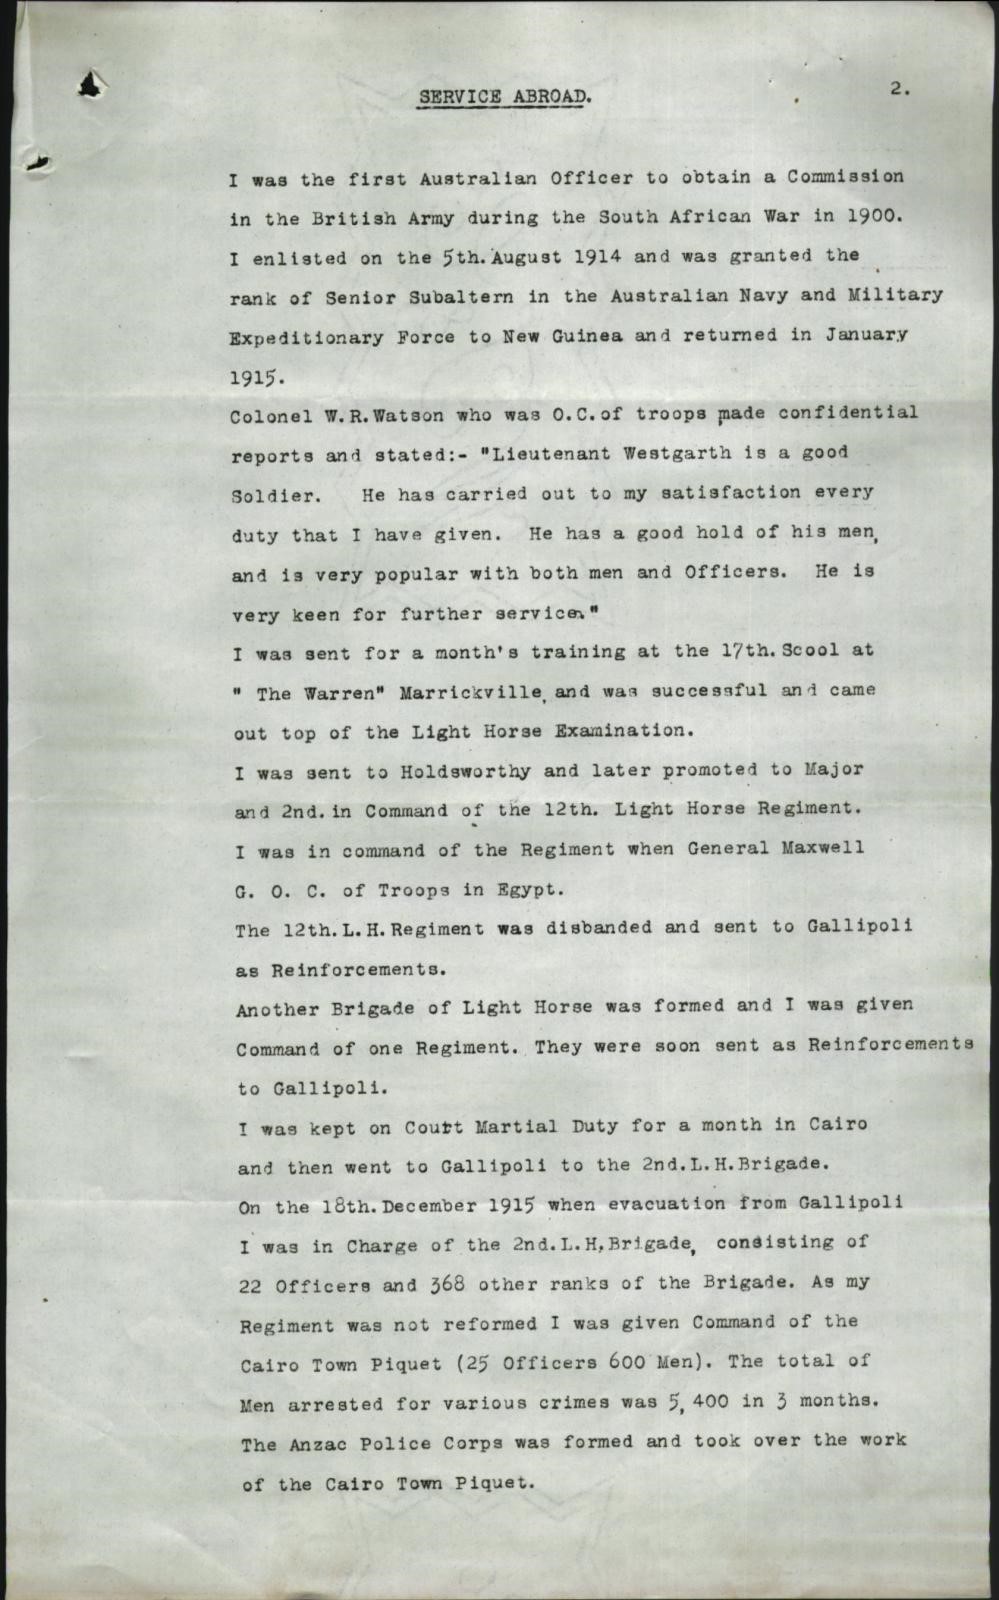 SERVICE ABROAD.
2.
I was the first Australian Officer to obtain a Commission
in the British Army during the South African War in 1900.
I enlisted on the 5th.August 1914 and was granted the
rank of Senior Subaltern in the Australian Navy and Military
Expeditionary Force to New Guinea and returned in January
1915.
Colonel W.R.Watson who was O.C.of troops made confidential
reports and stated:- "Lieutenant Westgarth is a good
Soldier. He has carried out to my satisfaction every
duty that I have given. He has a good hold of his men,
and is very popular with both men and Officers. He is
very keen for further service."
I was sent for a month's training at the 17th.Scool at
" The Warren" Marrickville, and was successful and came
out top of the Light Horse Examination.
I was sent to Holdsworthy and later promoted to Major
and 2nd.in Command of the 12th. Light Horse Regiment.
I was in command of the Regiment when General Maxwell
G. O. C. of Troops in Egypt.
The 12th.L.H.Regiment was disbanded and sent to Gallipoli
as Reinforcements.
Another Brigade of Light Horse was formed and I was given
Command of one Regiment. They were soon sent as Reinforcements
to Gallipoli.
I was kept on Court Martial Duty for a month in Cairo
and then went to Gallipoli to the 2nd.L.H.Brigade.
On the 18th.December 1915 when evacuation from Gallipoli
I was in Charge of the 2nd.L.H.Brigade, consisting of
22 Officers and 368 other ranks of the Brigade. As my
Regiment was not reformed I was given Command of the
Cairo Town Piquet (25 Officers 600 Men). The total of
Men arrested for various crimes was 5,400 in 3 months.
The Anzac Police Corps was formed and took over the work
of the Cairo Town Piquet.